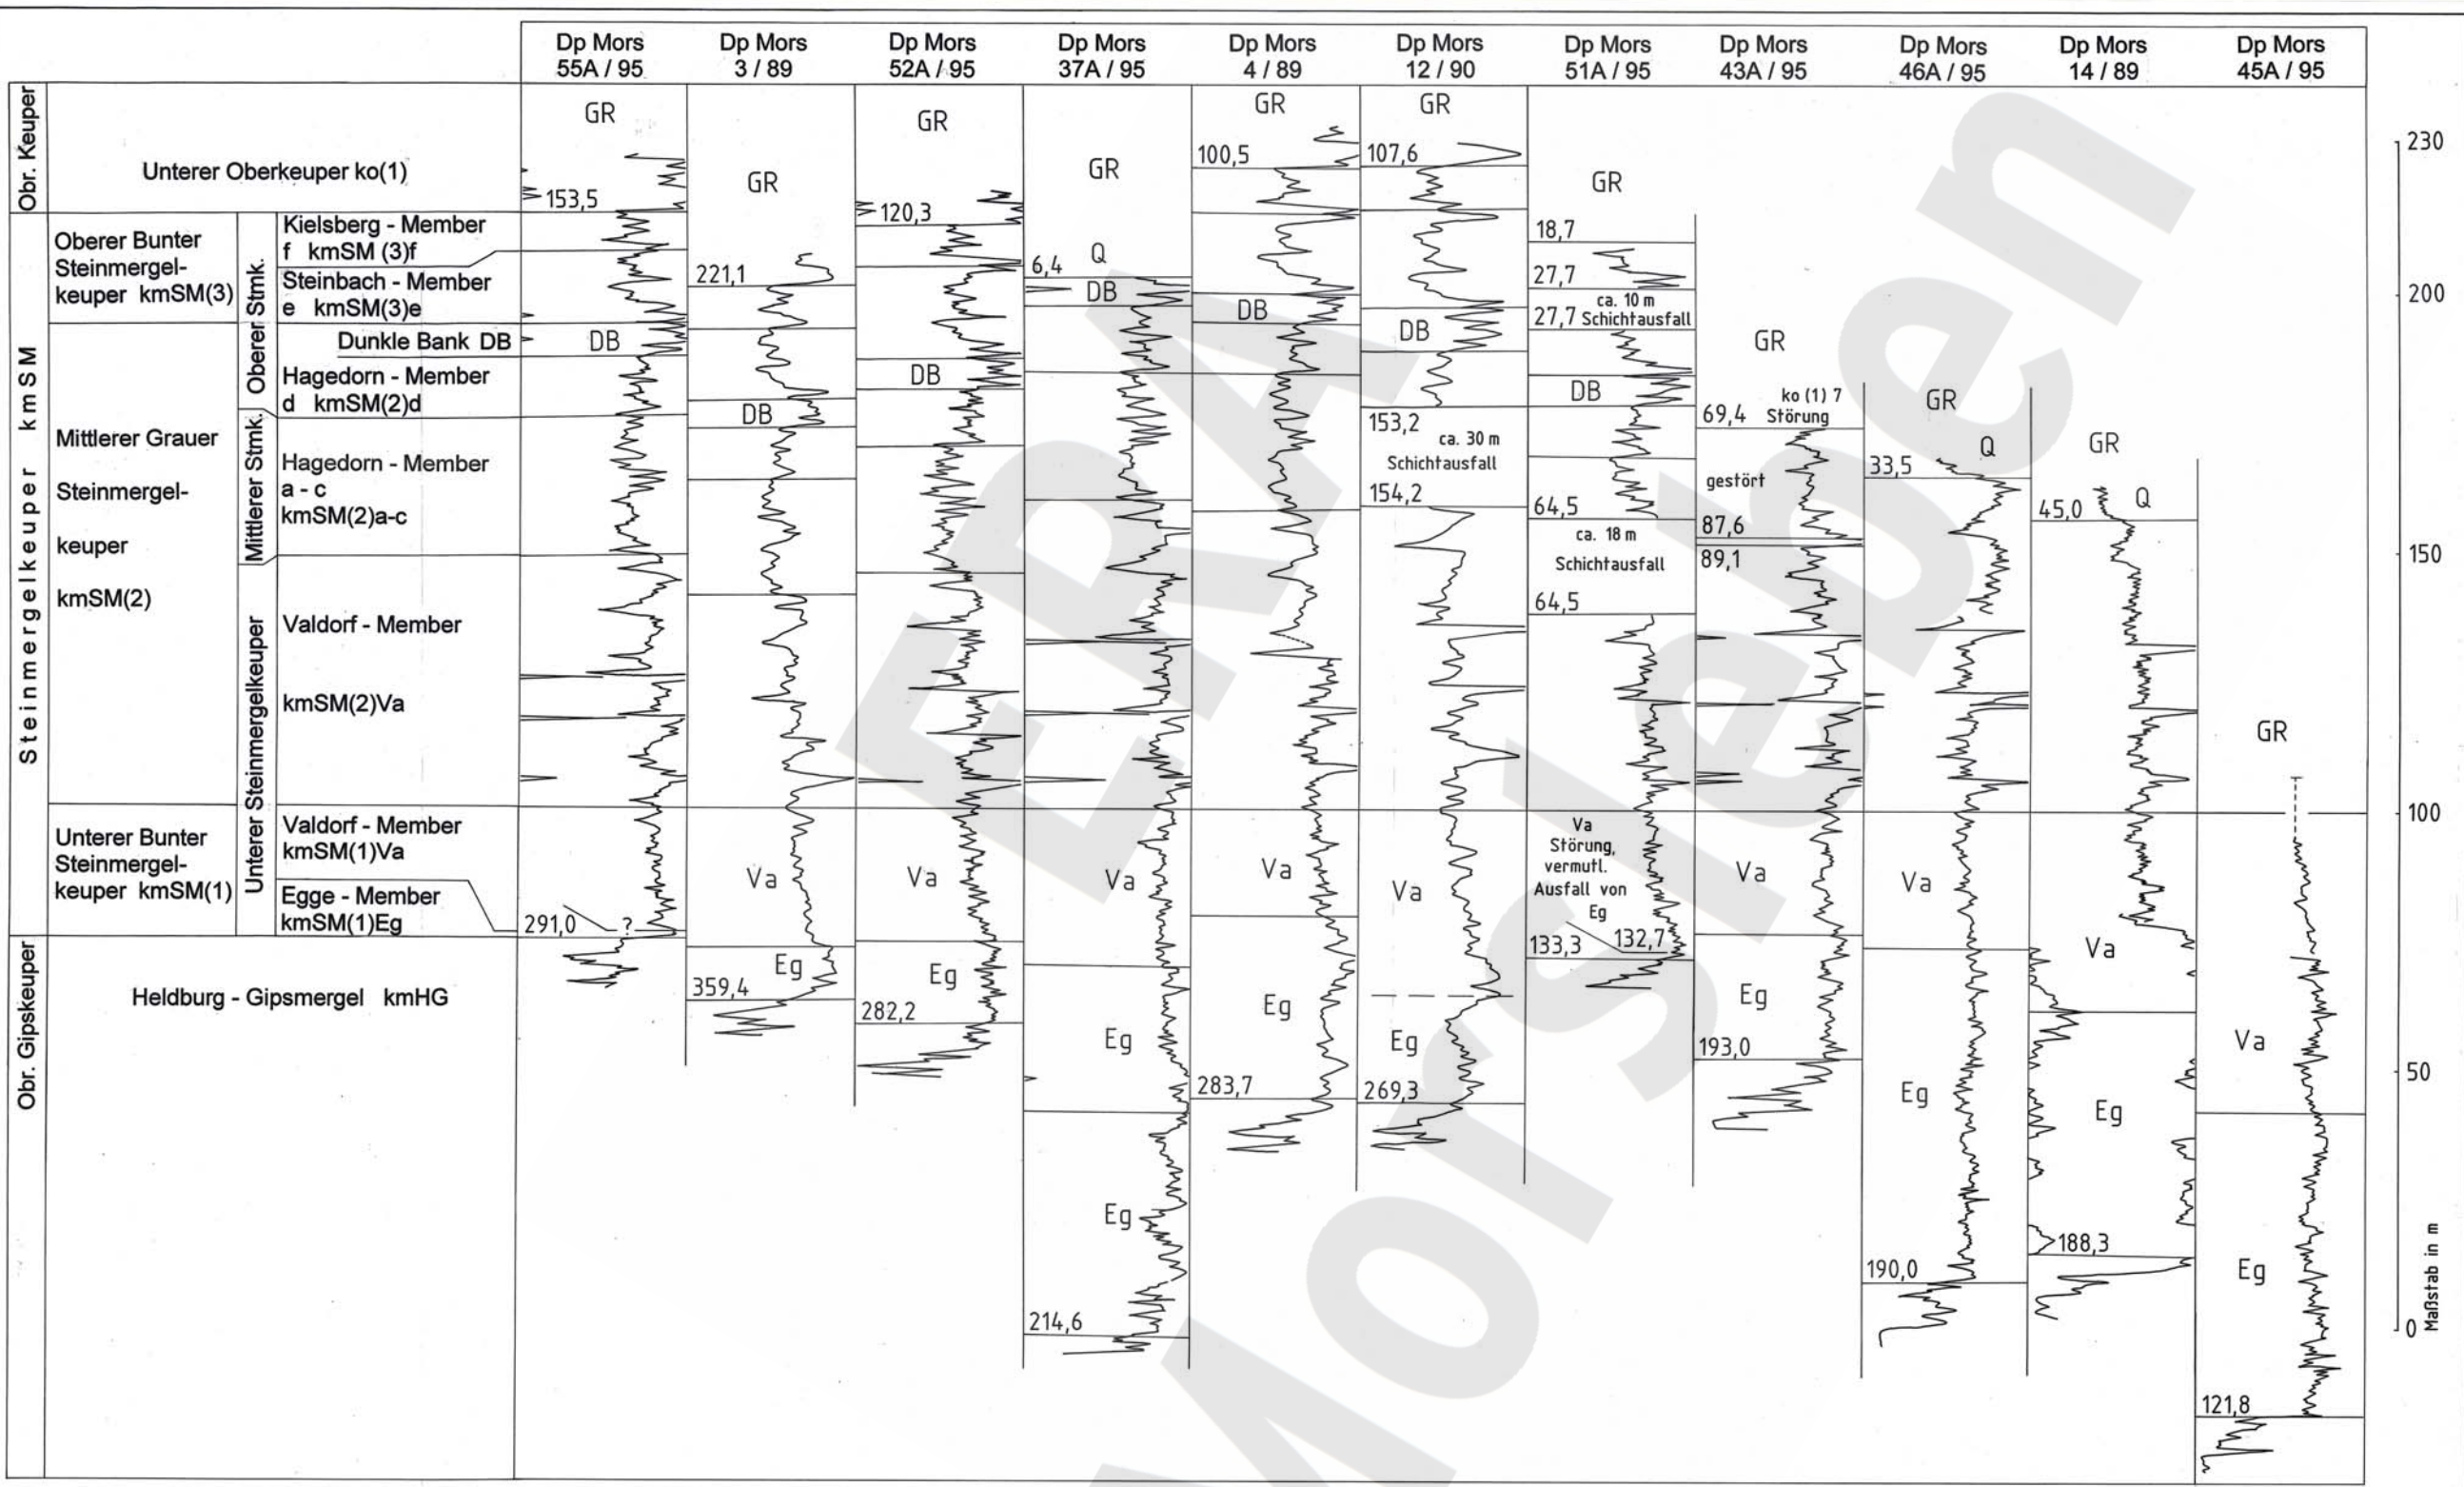 Dp Mors
55A / 95
Dp Mors
3 / 89
Dp Mors
52A / 95
Dp Mors
37A / 95
Dp Mors
4 / 89
Dp Mors
12 / 90
Dp Mors
51A / 95
Dp Mors
43A / 95
Dp Mors
46A / 95
Dp Mors
14 / 89
Dp Mors
45A / 95
Obr. Keuper
Steinmergelkeuper kmSM
Obr. Gipskeuper
Unterer Oberkeuper ko(1)
Oberer Bunter
Steinmergel-
keuper kmSM(3)
Mittlerer Grauer
Steinmergel-
keuper
kmSM(2)
Unterer Bunter
Steinmergel-
keuper kmSM(1)
Oberer Stmk.
Mittlerer Stmk.
Unterer Steinmergelkeuper
Kielsberg - Member
f kmSM (3)f
Steinbach - Member
e kmSM(3)e
Dunkle Bank DB
Hagedorn - Member
d kmSM(2)d
Hagedorn - Member
a - c
kmSM(2)a-c
Valdorf - Member
kmSM(2)Va
Valdorf - Member
kmSM(1)Va
Egge - Member
kmSM(1)Eg
Heldburg - Gipsmergel kmHG
GR
153,5
DB
291,0
?
GR
221,1
DB
Va
Eg
359,4
GR
120,3
DB
Va
Eg
282,2
GR
Q
6,4
DB
Va
Eg
Eg
214,6
GR
100,5
DB
Va
Eg
283,7
GR
107,6
DB
153,2
ca. 30 m
Schichtausfall
154,2
Va
Eg
269,3
GR
18,7
27,7
ca. 10 m
27,7 Schichtausfall
DB
64,5
ca. 18 m
Schichtausfall
64,5
Va
Störung,
vermutl.
Ausfall von
Eg
132,7
133,3
GR
ko (1) 7
69,4 Störung
gestört
87,6
89,1
Va
Eg
193,0
GR
Q
33,5
Va
Eg
190,0
GR
Q
45,0
Va
Eg
188,3
GR
Va
Eg
121,8
230
200
150
100
50
0
Maßstab in m
ERA
Morsleben